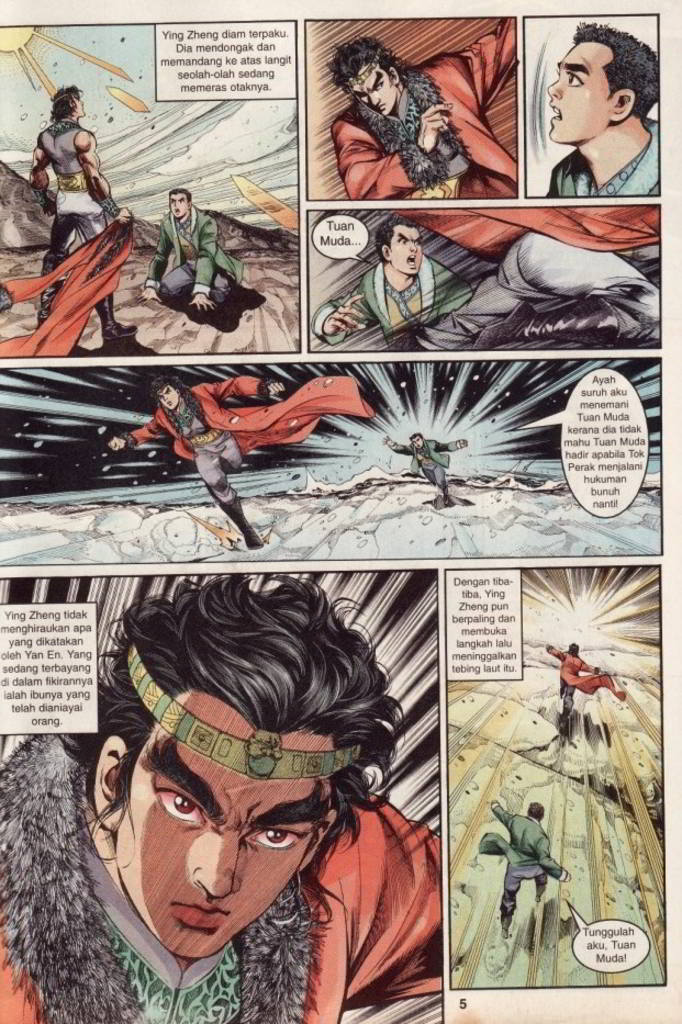 Ying Zheng diam terpaku.
Dia mendongak dan
memandang ke atas langit
seolah-olah sedang
memeras otaknya.
Tuan
Muda...
Ayah
suruh aku
menemani
Tuan Muda
kerana dia tidak
mahu Tuan Muda
hadir apabila Tok
Perak menjalani
hukuman
bunuh
nanti!
Ying Zheng tidak
menghiraukan apa
yang dikatakan
oleh Yan En. Yang
sedang terbayang
di dalam fikirannya
ialah ibunya yang
telah dianiayai
orang.
Dengan tiba-
tiba, Ying
Zheng pun
berpaling dan
membuka
langkah lalu
meninggalkan
tebing laut itu.
Tunggulah
aku, Tuan
Muda!
5